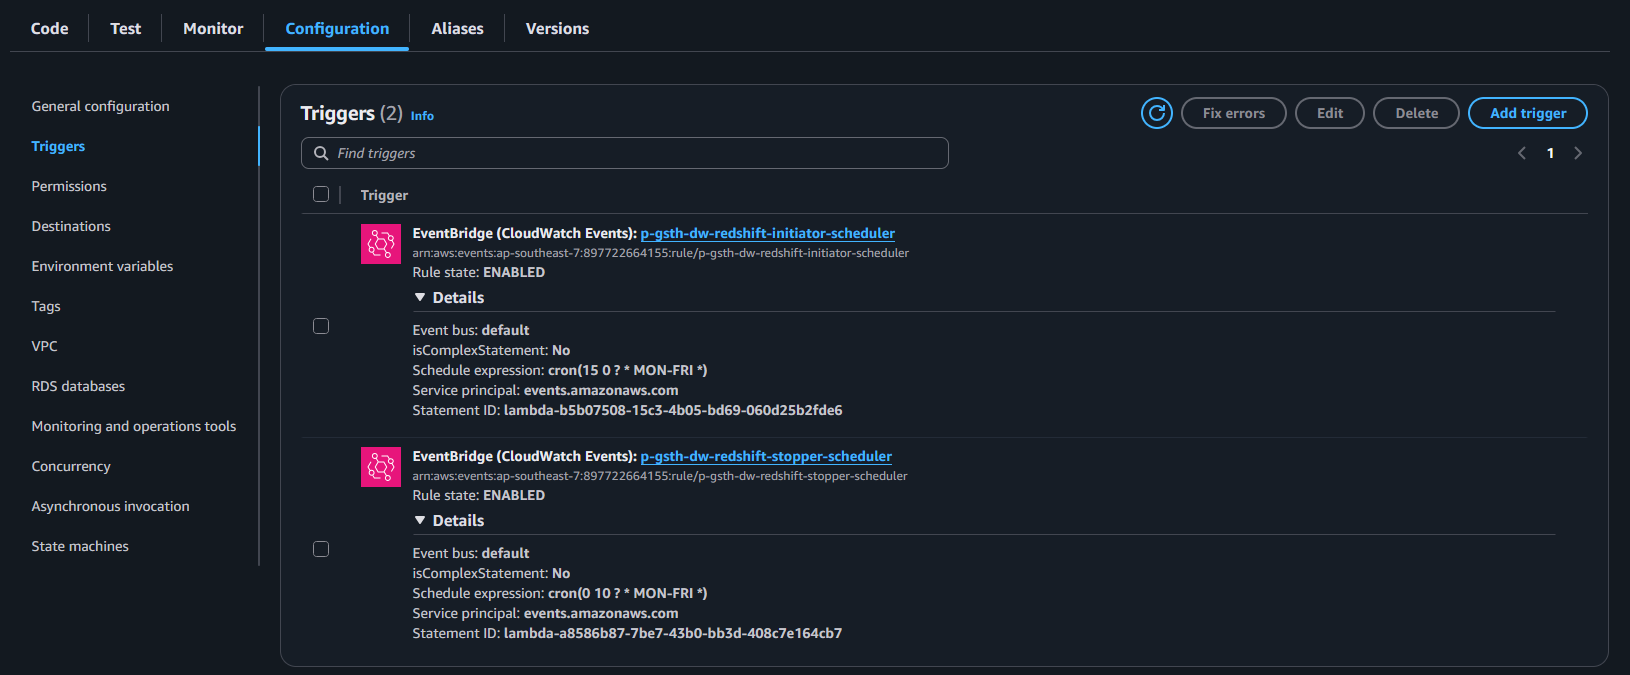 Code
Test
Monitor
Configuration
Aliases
Versions
General configuration
Triggers
Permissions
Destinations
Environment variables
Tags
VPC
RDS databases
Monitoring and operations tools
Concurrency
Asynchronous invocation
State machines
Triggers (2) Info
Fix errors
Edit
Delete
Add trigger
Find triggers
1
Trigger
EventBridge (CloudWatch Events): p-gsth-dw-redshift-initiator-scheduler
arn:aws:events:ap-southeast-7:897722664155:rule/p-gsth-dw-redshift-initiator-scheduler
Rule state: ENABLED
Details
Event bus: default
isComplexStatement: No
Schedule expression: cron(15 0 ? * MON-FRI *)
Service principal: events.amazonaws.com
Statement ID: lambda-b5b07508-15c3-4b05-bd69-060d25b2fde6
EventBridge (CloudWatch Events): p-gsth-dw-redshift-stopper-scheduler
arn:aws:events:ap-southeast-7:897722664155:rule/p-gsth-dw-redshift-stopper-scheduler
Rule state: ENABLED
Details
Event bus: default
isComplexStatement: No
Schedule expression: cron(0 10 ? * MON-FRI *)
Service principal: events.amazonaws.com
Statement ID: lambda-a8586b87-7be7-43b0-bb3d-408c7e164cb7